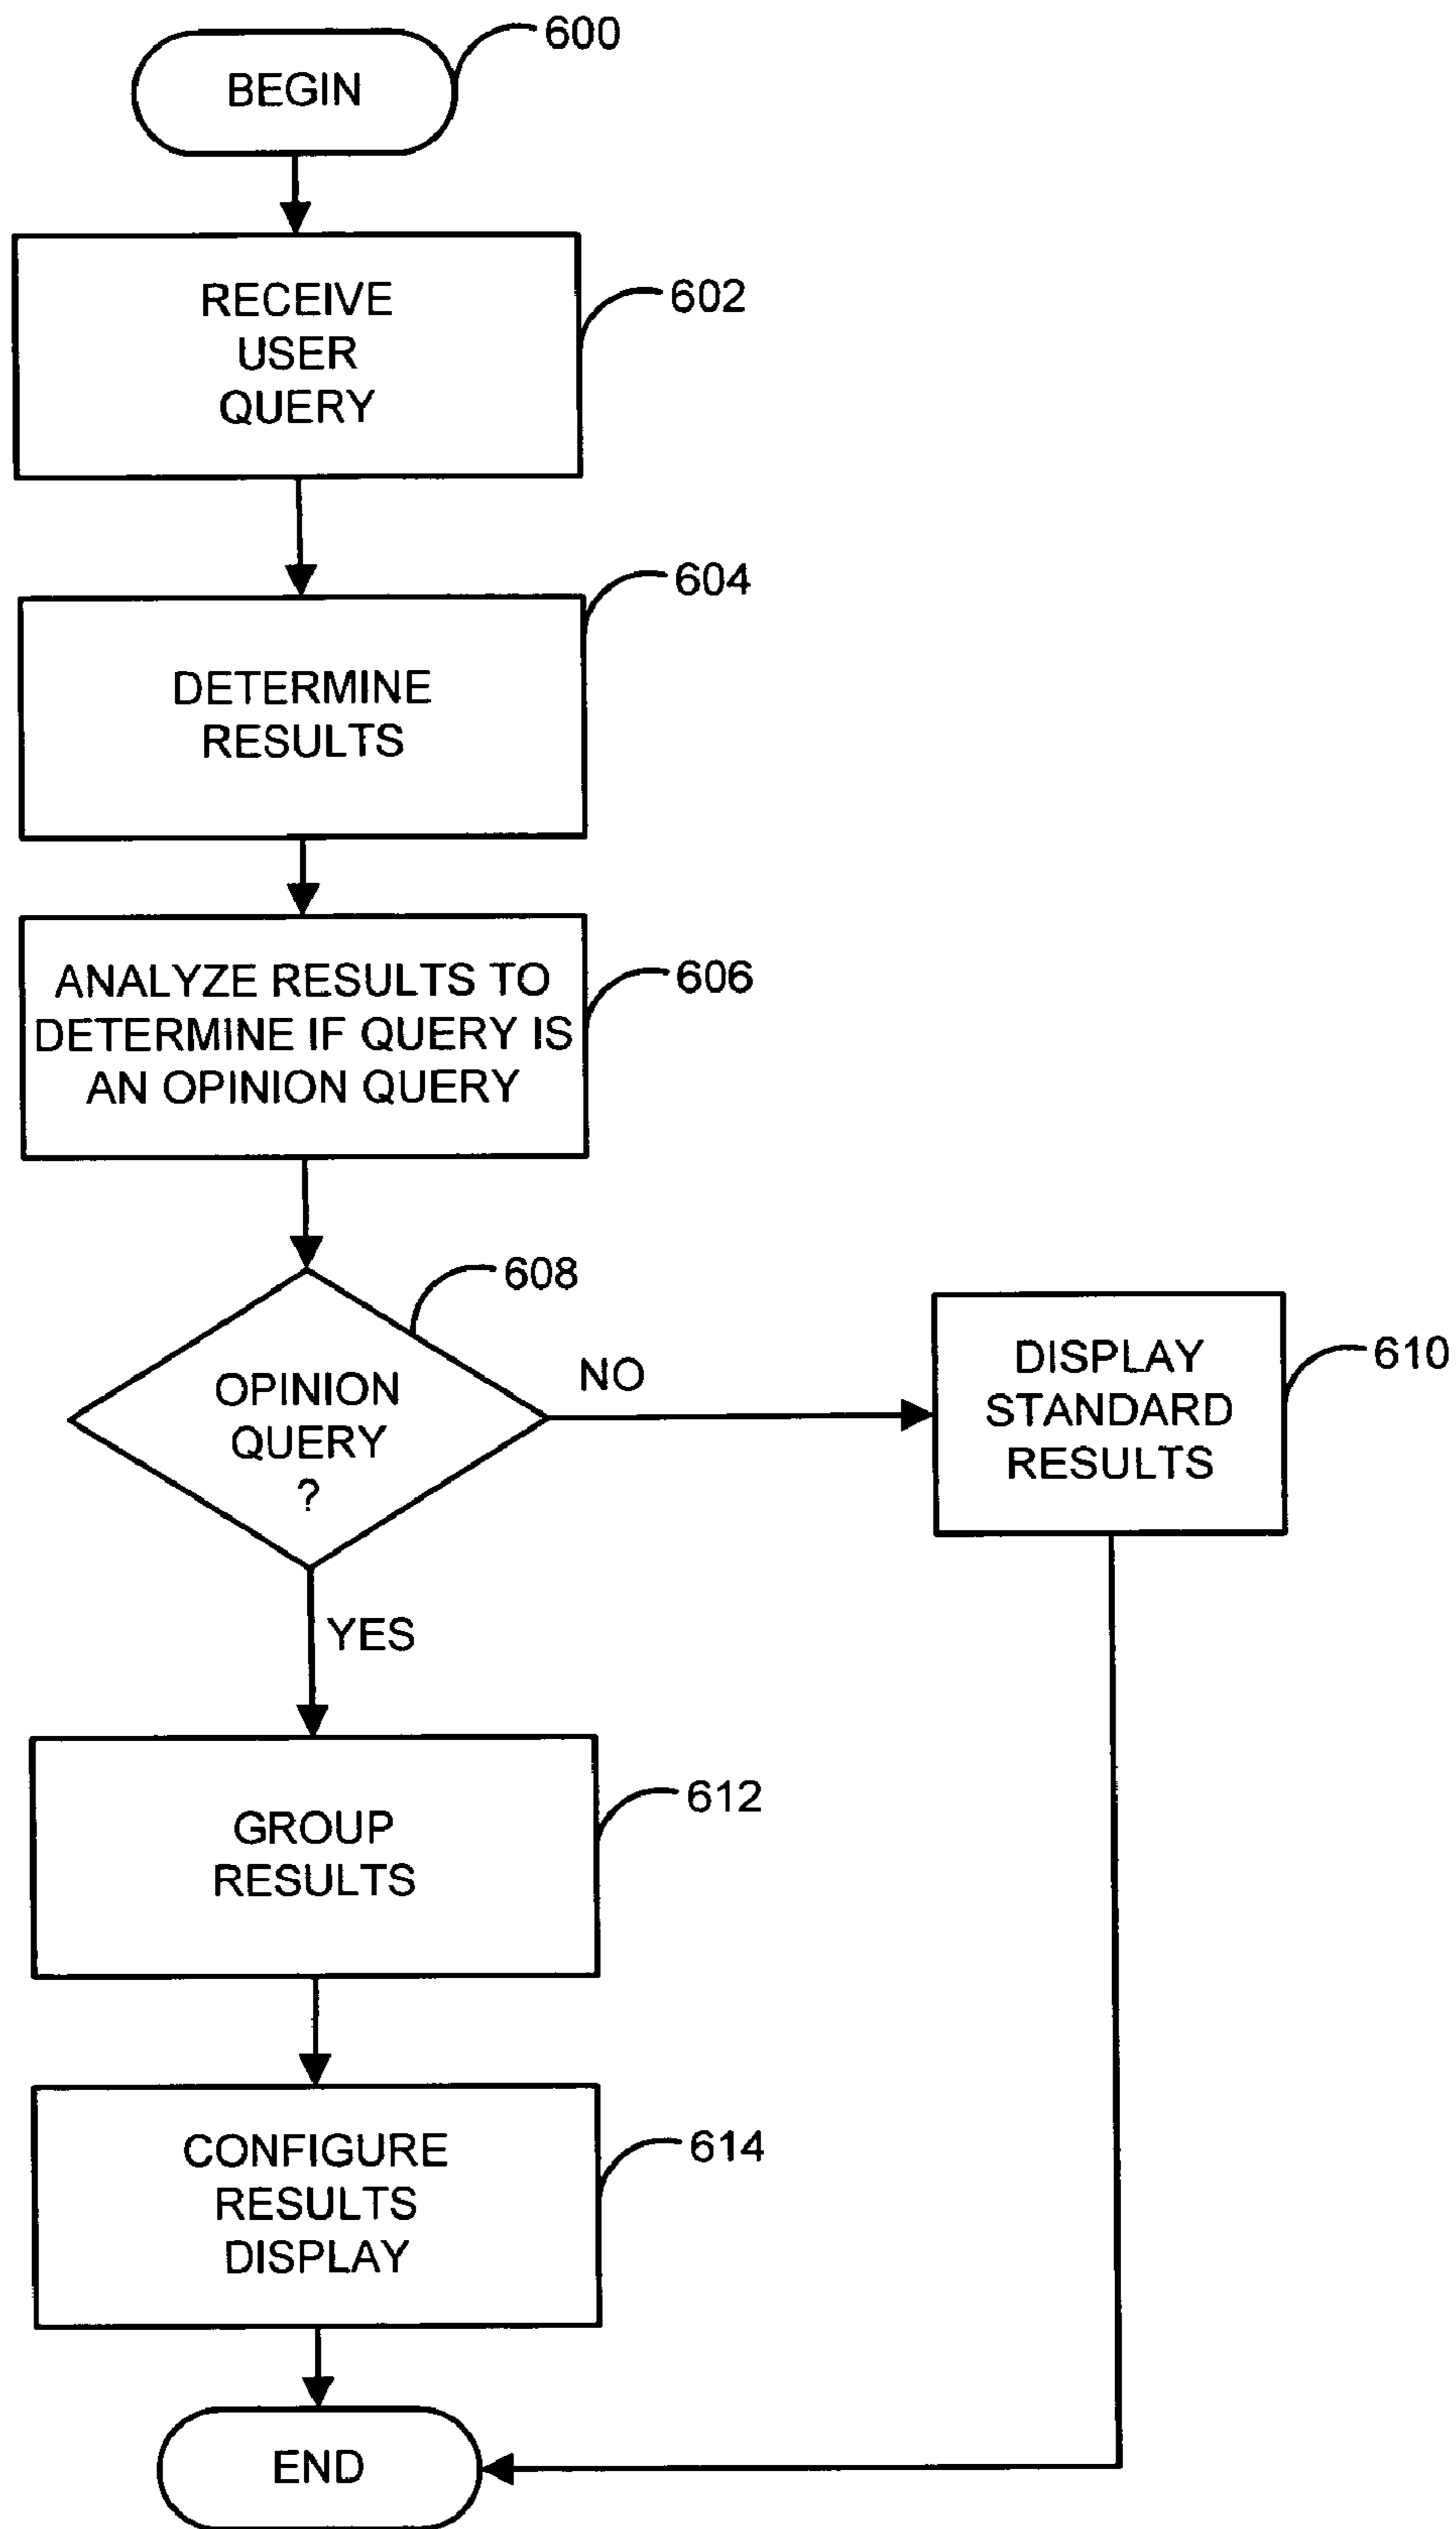 600
BEGIN
602
RECEIVE
USER
QUERY
604
DETERMINE
RESULTS
606
ANALYZE RESULTS TO
DETERMINE IF QUERY IS
AN OPINION QUERY
608
OPINION
QUERY
?
NO
610
DISPLAY
STANDARD
RESULTS
YES
612
GROUP
RESULTS
614
CONFIGURE
RESULTS
DISPLAY
END